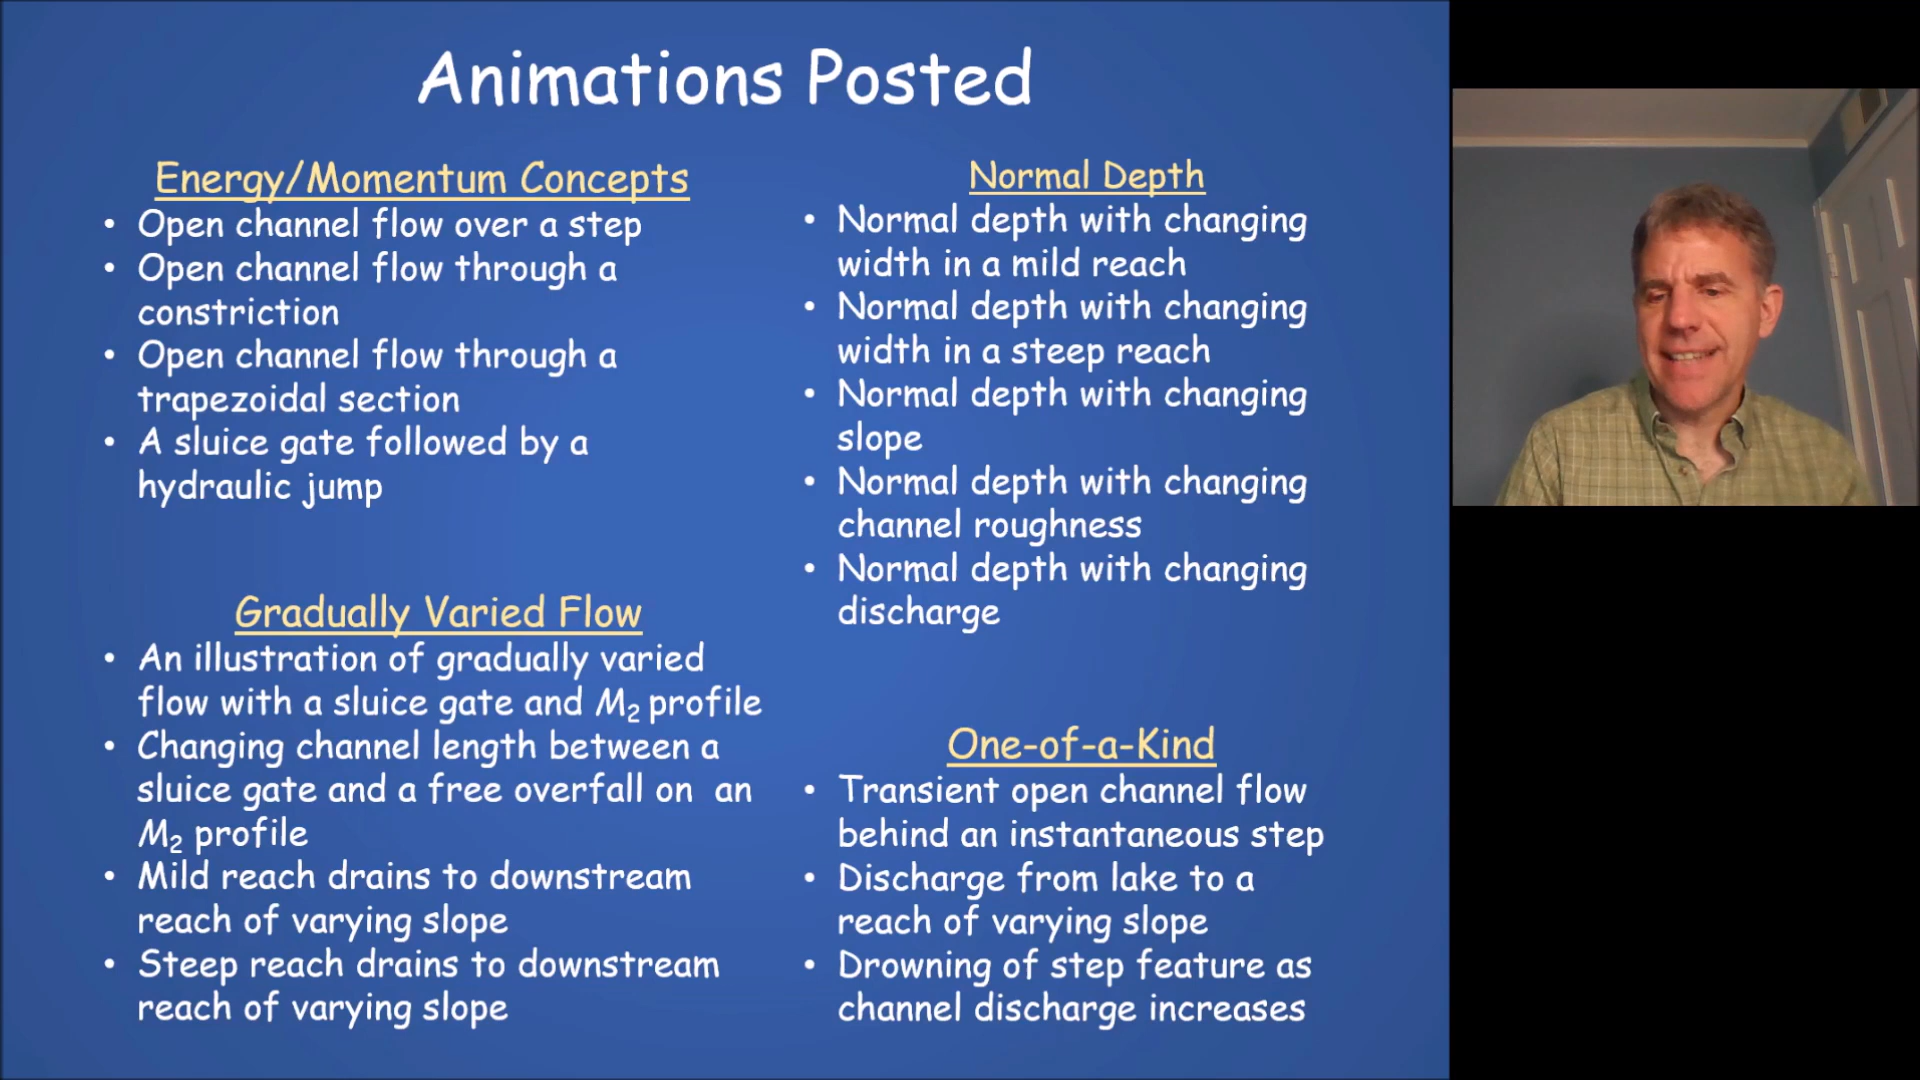 Animations Posted
Energy/Momentum Concepts
• Open channel flow over a step
• Open channel flow through a
constriction
• Open channel flow through a
trapezoidal section
• A sluice gate followed by a
hydraulic jump
Gradually Varied Flow
• An illustration of gradually varied
flow with a sluice gate and M₂ profile
• Changing channel length between a
sluice gate and a free overfall on an
M₂ profile
• Mild reach drains to downstream
reach of varying slope
• Steep reach drains to downstream
reach of varying slope
Normal Depth
• Normal depth with changing
width in a mild reach
• Normal depth with changing
width in a steep reach
• Normal depth with changing
slope
• Normal depth with changing
channel roughness
• Normal depth with changing
discharge
One-of-a-Kind
• Transient open channel flow
behind an instantaneous step
• Discharge from lake to a
reach of varying slope
• Drowning of step feature as
channel discharge increases